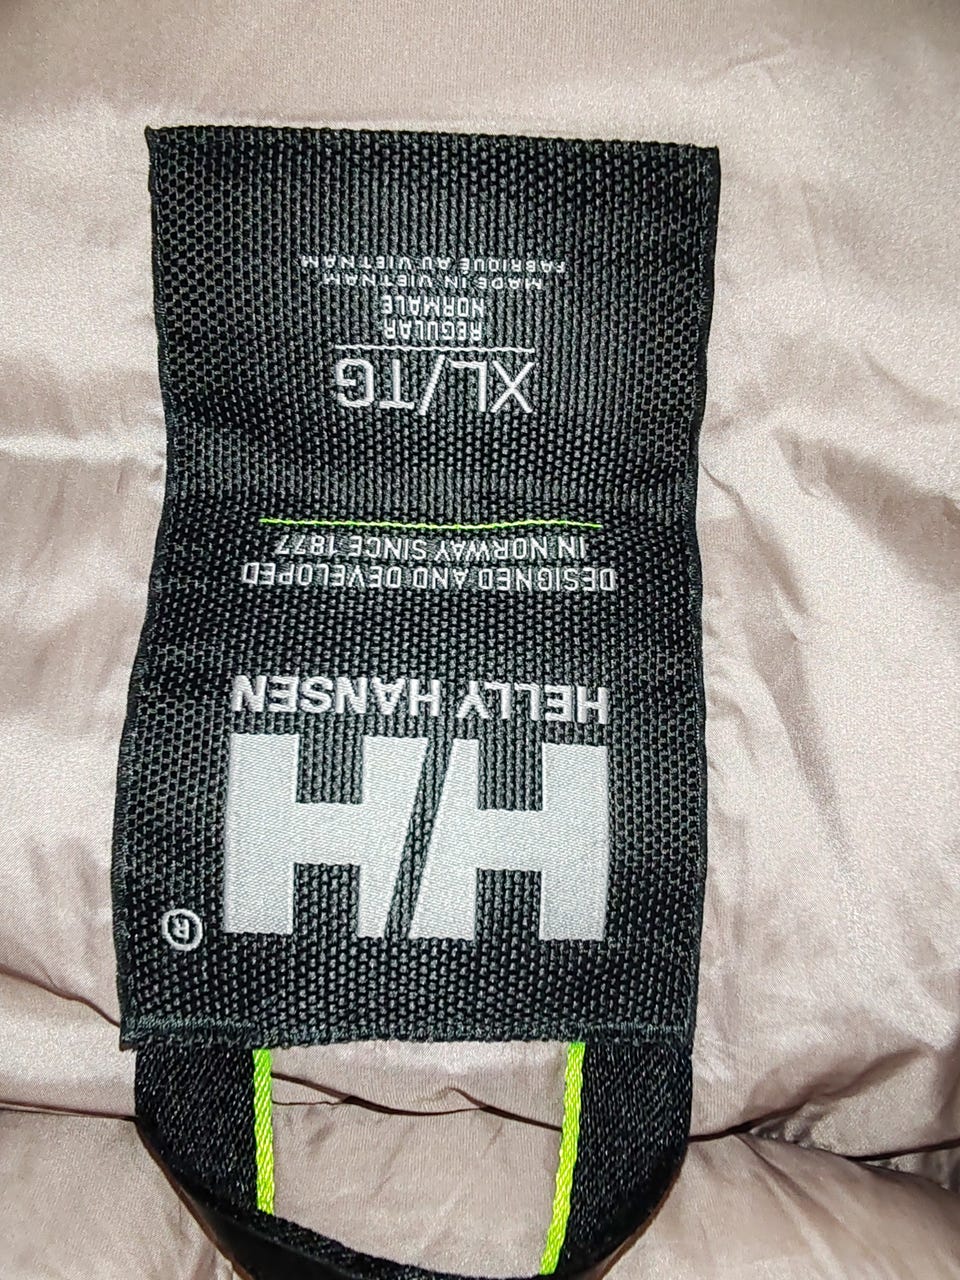 HH
®
HELLY HANSEN
DESIGNED AND DEVELOPED
IN NORWAY SINCE 1877
XL/TG
REGULAR
NORMALE
MADE IN VIETNAM
FABRIQUÉ AU VIETNAM